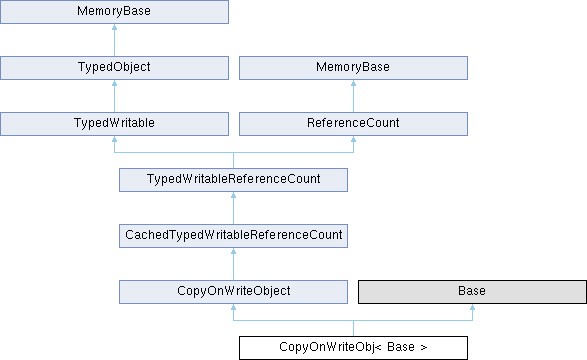 MemoryBase
TypedObject
MemoryBase
TypedWritable
ReferenceCount
TypedWritableReferenceCount
CachedTypedWritableReferenceCount
CopyOnWriteObject
Base
CopyOnWriteObj< Base >